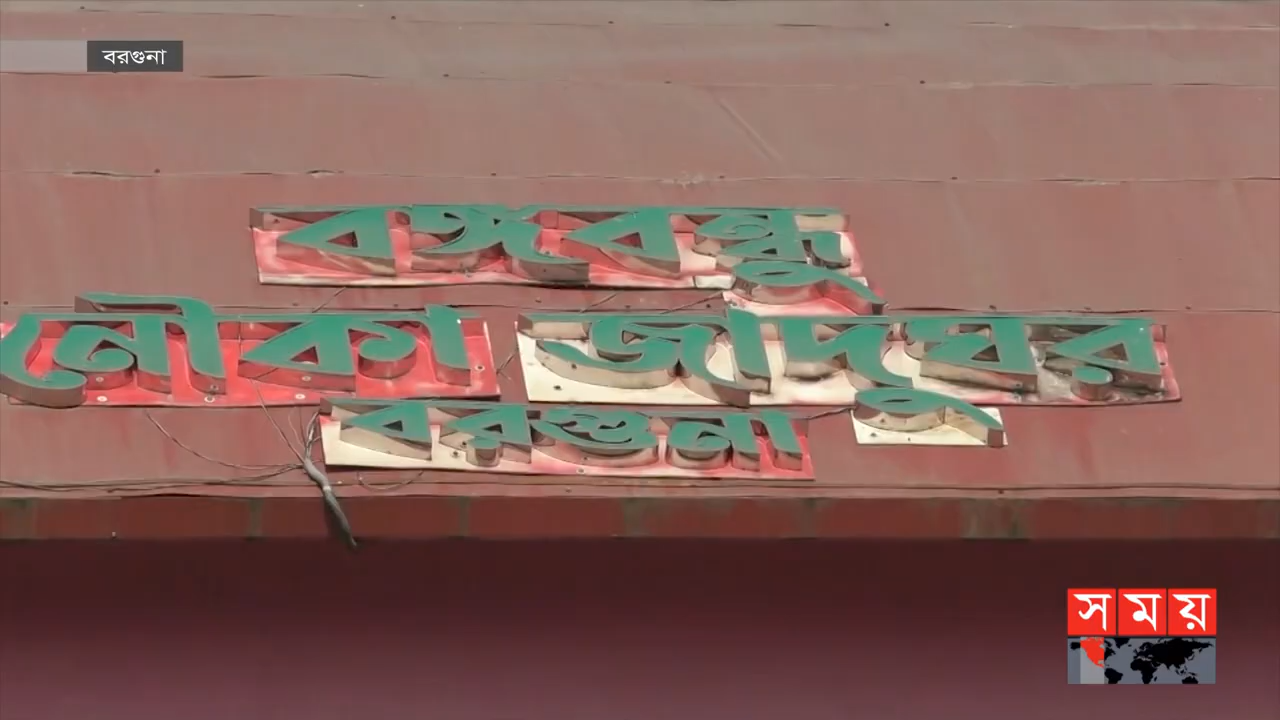 বরগুনা
বঙ্গবন্ধু
নৌকা জাদুঘর
বরগুনা
সময়